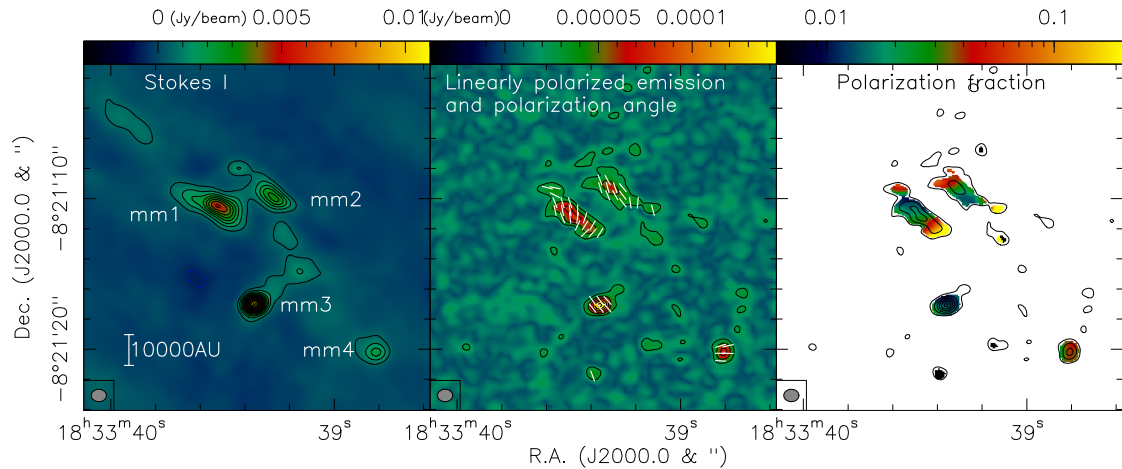 0 (Jy/beam) 0.005 0.01
(Jy/beam) 0 0.00005 0.0001
0.01 0.1
Stokes I
Linearly polarized emission
and polarization angle
Polarization fraction
mm1
mm2
mm3
mm4
10000AU
Dec. (J2000.0 & ")
−8°21'10"
−8°21'20"
18ʰ33ᵐ40ˢ 39ˢ
18ʰ33ᵐ40ˢ 39ˢ
18ʰ33ᵐ40ˢ 39ˢ
R.A. (J2000.0 & ")